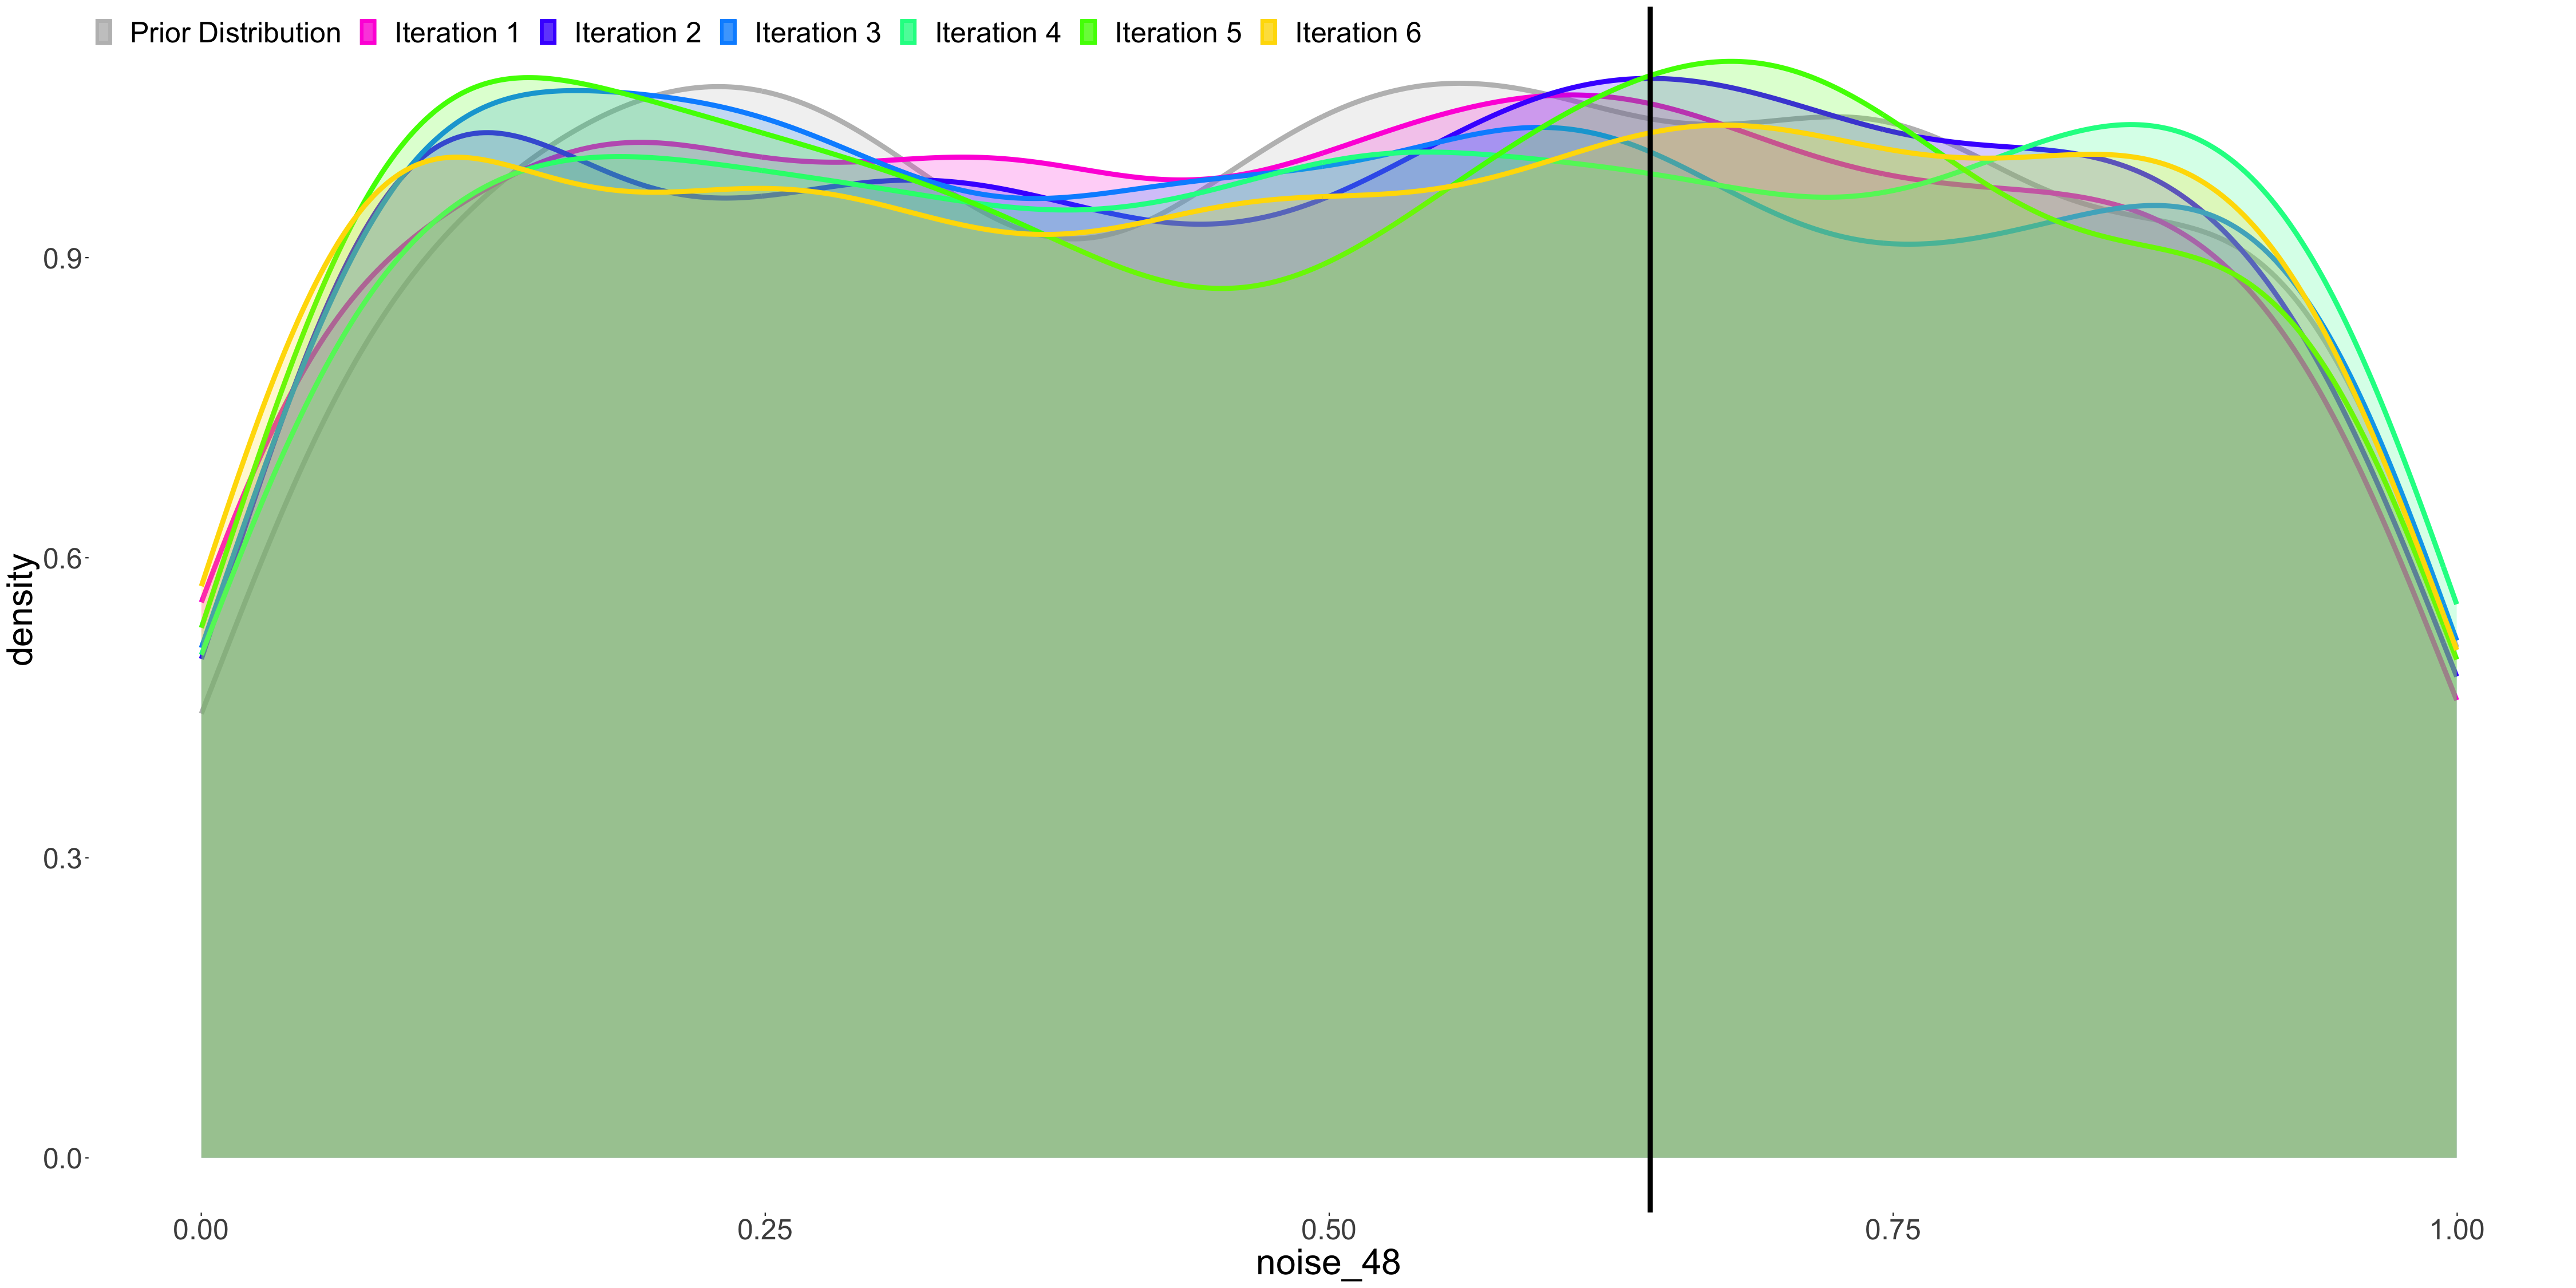 Prior Distribution Iteration 1 Iteration 2 Iteration 3 Iteration 4 Iteration 5 Iteration 6
density
0.9
0.6
0.3
0.0
0.00 0.25 0.50 0.75 1.00
noise_48